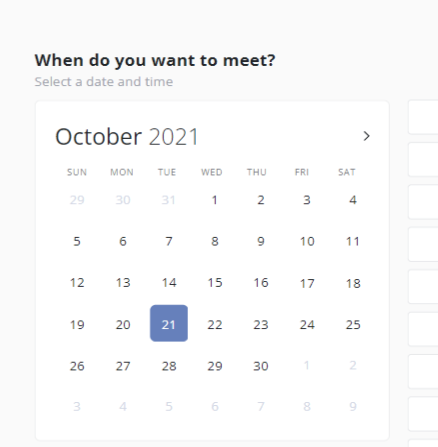 When do you want to meet?
Select a date and time
October 2021
SUN MON TUE WED THU FRI SAT
29 30 31 1 2 3 4
5 6 7 8 9 10 11
12 13 14 15 16 17 18
19 20 21 22 23 24 25
26 27 28 29 30 1 2
3 4 5 6 7 8 9